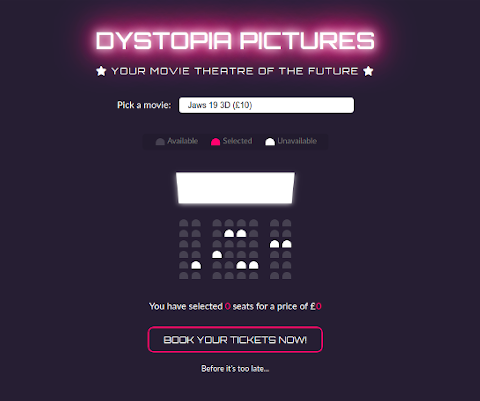 DYSTOPIA PICTURES
YOUR MOVIE THEATRE OF THE FUTURE
Pick a movie: Jaws 19 3D (£10)
Available Selected Unavailable
You have selected 0 seats for a price of £0
BOOK YOUR TICKETS NOW!
Before it's too late...